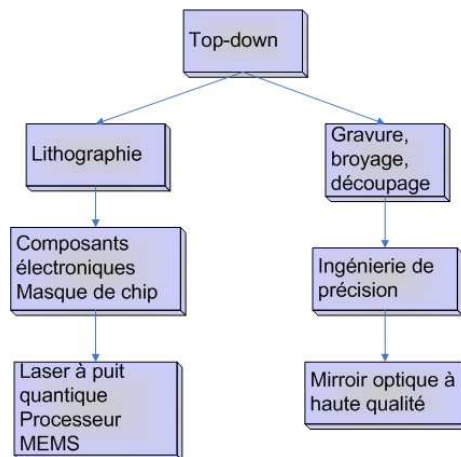 Top-down
Lithographie
Gravure,
broyage,
découpage
Composants
électroniques
Masque de chip
Ingénierie de
précision
Laser à puit
quantique
Processeur
MEMS
Mirroir optique à
haute qualité